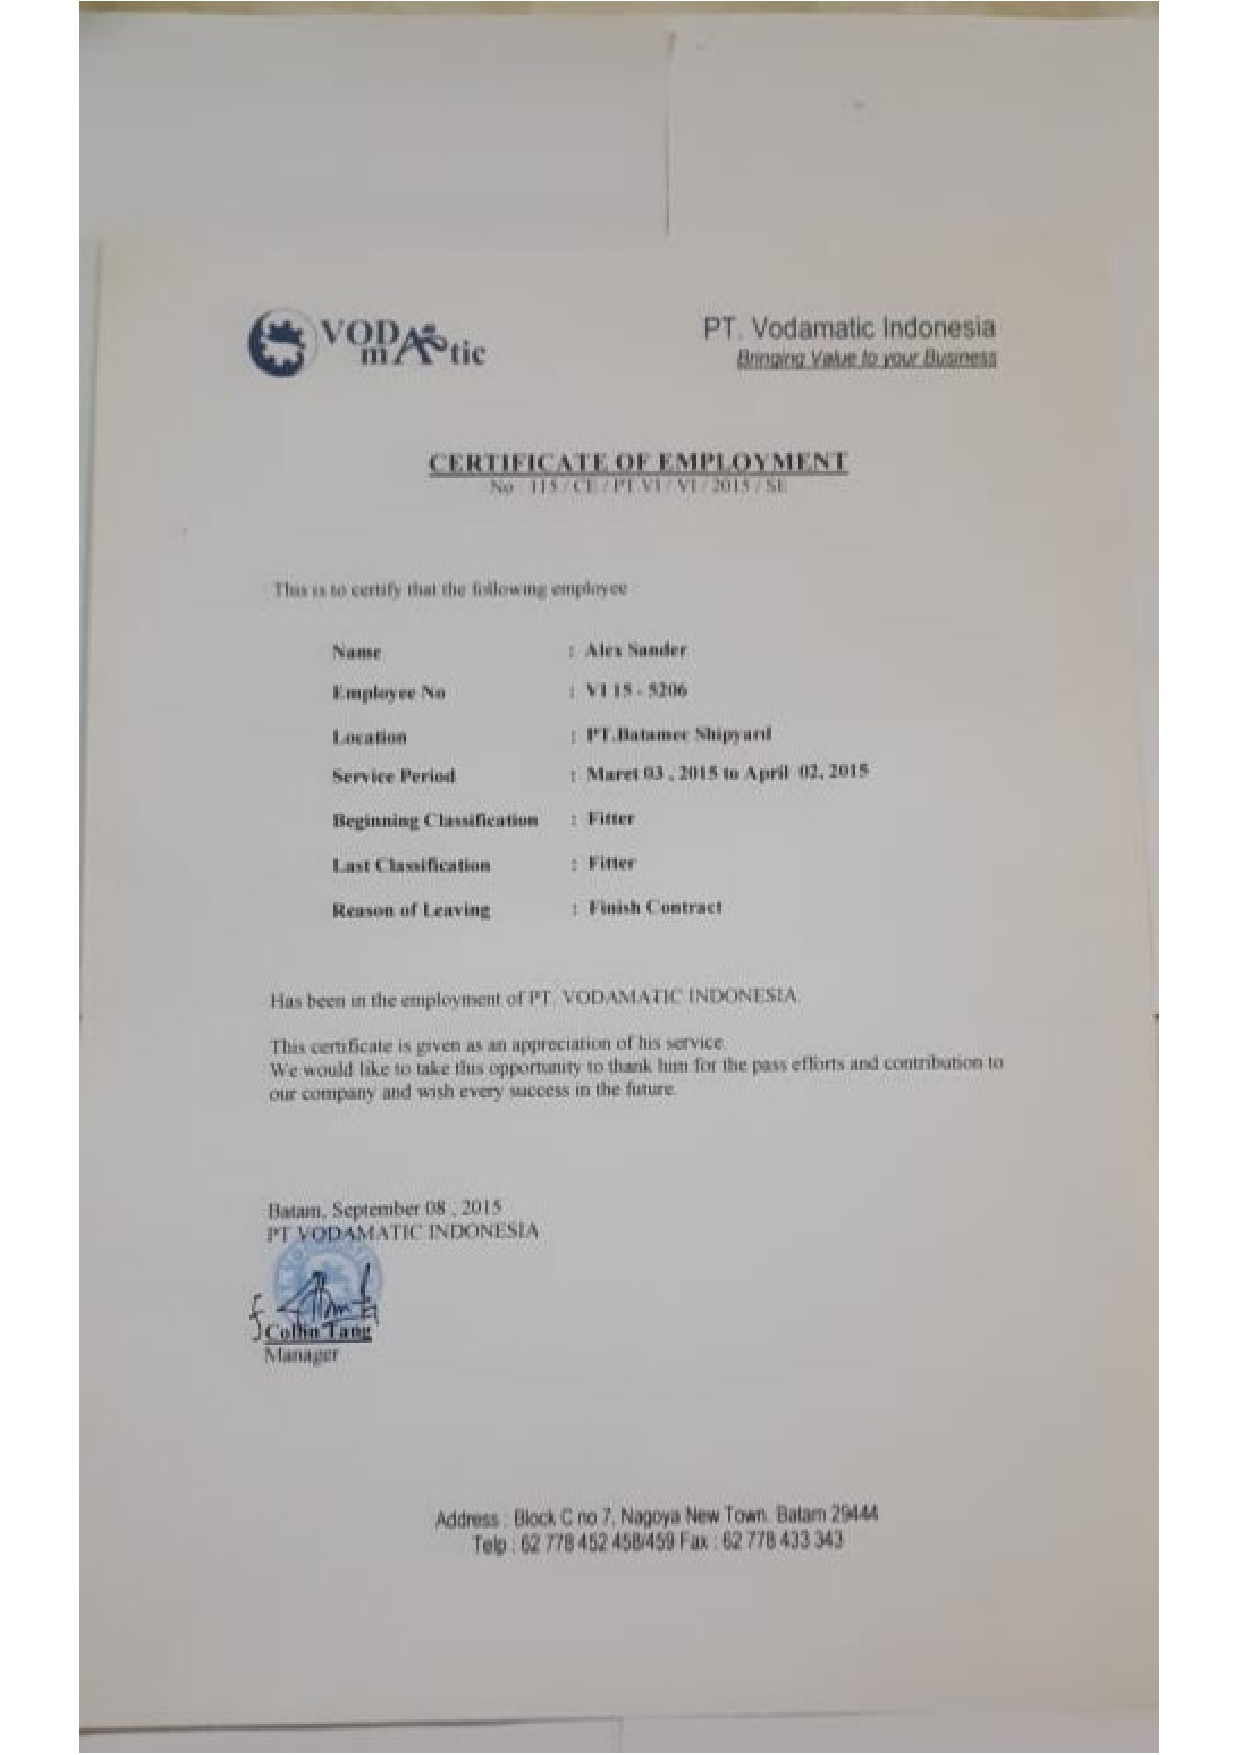 VODAmAtic
PT. Vodamatic Indonesia
Bringing Value to your Business
CERTIFICATE OF EMPLOYMENT
No : 115 / CE / PT.VI / VI / 2015 / SE
This is to certify that the following employee :
Name : Alex Sander
Employee No : VI 15 - 5206
Location : PT.Batamec Shipyard
Service Period : Maret 03 , 2015 to April 02, 2015
Beginning Classification : Fitter
Last Classification : Fitter
Reason of Leaving : Finish Contract
Has been in the employment of PT. VODAMATIC INDONESIA.
This certificate is given as an appreciation of his service.
We would like to take this opportunity to thank him for the pass efforts and contribution to
our company and wish every success in the future.
Batam, September 08 , 2015
PT VODAMATIC INDONESIA
Collin Tang
Manager
Address : Block C no 7, Nagoya New Town. Batam 29444
Telp : 62 778 452 458/459 Fax : 62 778 433 343